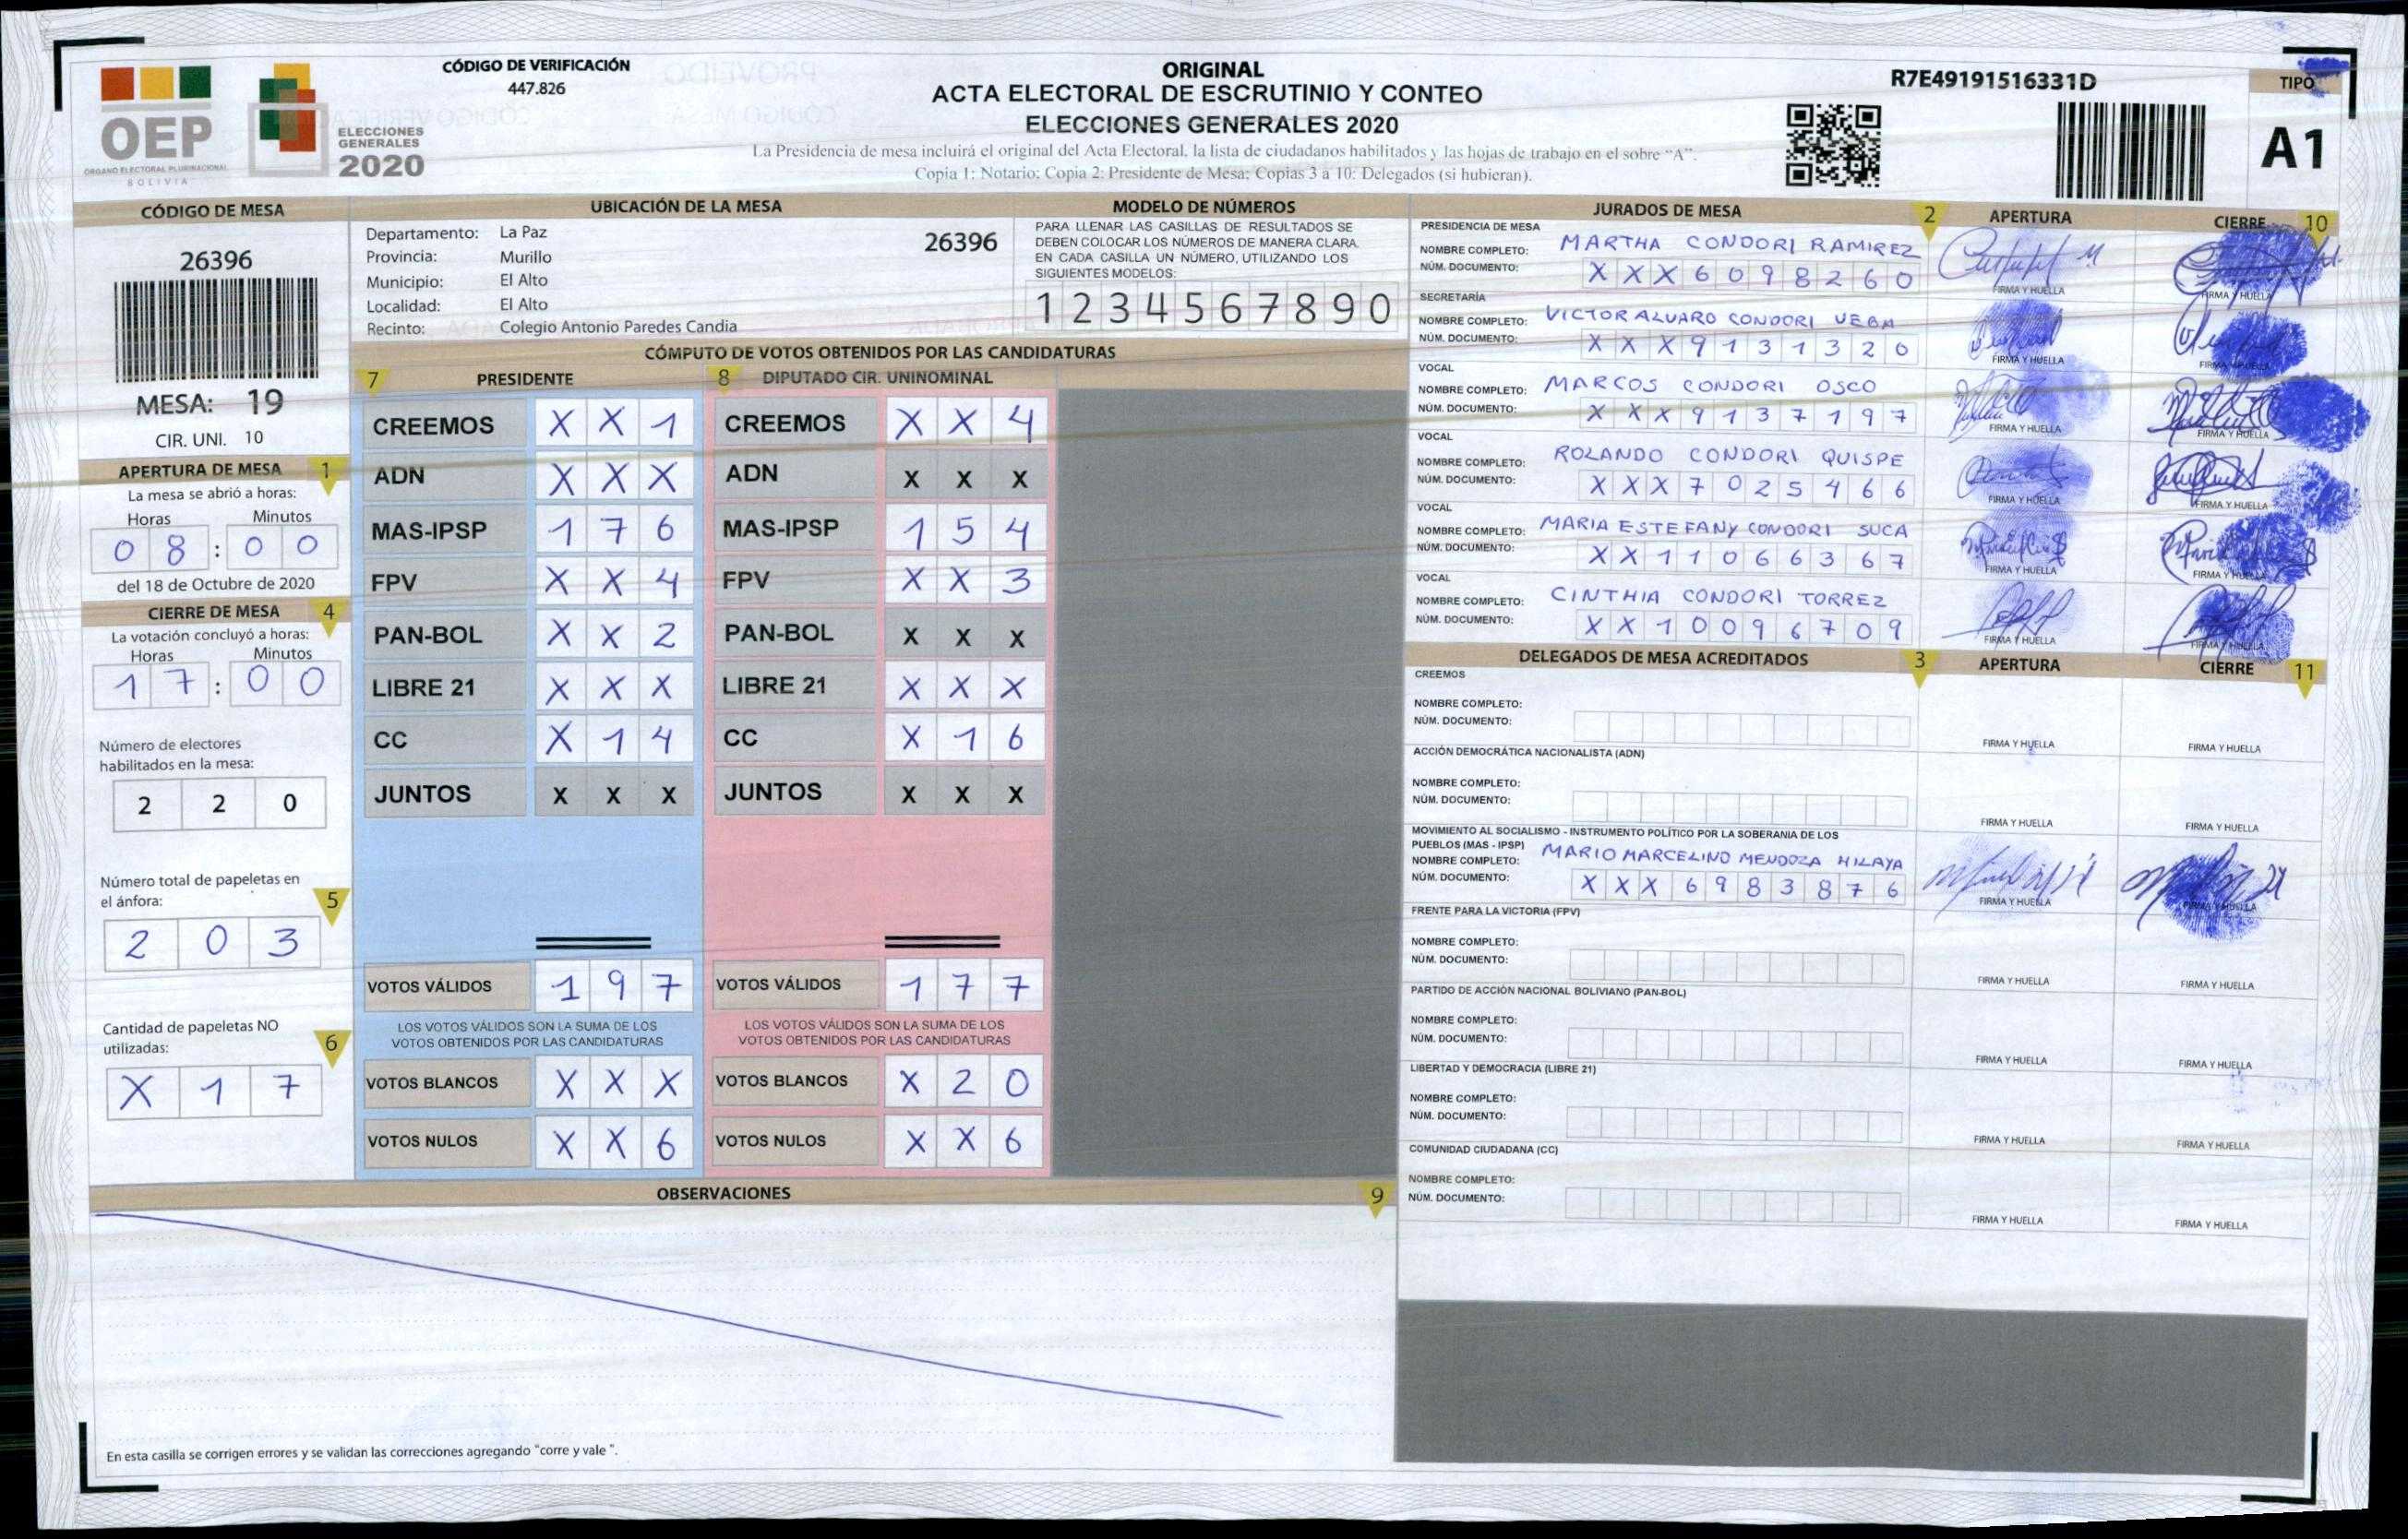 CÓDIGO DE VERIFICACIÓN
447.826
OEP
ÓRGANO ELECTORAL PLURINACIONAL
BOLIVIA
ELECCIONES
GENERALES
2020
ORIGINAL
ACTA ELECTORAL DE ESCRUTINIO Y CONTEO
ELECCIONES GENERALES 2020
La Presidencia de mesa incluirá el original del Acta Electoral, la lista de ciudadanos habilitados y las hojas de trabajo en el sobre "A".
Copia 1: Notario; Copia 2: Presidente de Mesa; Copias 3 a 10: Delegados (si hubieran).
R7E49191516331D
TIPO
A1
CÓDIGO DE MESA
26396
MESA: 19
CIR. UNI. 10
APERTURA DE MESA 1
La mesa se abrió a horas:
Horas Minutos
0 8 : 0 0
del 18 de Octubre de 2020
CIERRE DE MESA 4
La votación concluyó a horas:
Horas Minutos
1 7 : 0 0
Número de electores
habilitados en la mesa:
2 2 0
Número total de papeletas en
el ánfora: 5
2 0 3
Cantidad de papeletas NO
utilizadas: 6
X 1 7
UBICACIÓN DE LA MESA
Departamento: La Paz 26396
Provincia: Murillo
Municipio: El Alto
Localidad: El Alto
Recinto: Colegio Antonio Paredes Candia
MODELO DE NÚMEROS
PARA LLENAR LAS CASILLAS DE RESULTADOS SE
DEBEN COLOCAR LOS NÚMEROS DE MANERA CLARA.
EN CADA CASILLA UN NÚMERO, UTILIZANDO LOS
SIGUIENTES MODELOS:
1 2 3 4 5 6 7 8 9 0
CÓMPUTO DE VOTOS OBTENIDOS POR LAS CANDIDATURAS
7 PRESIDENTE 8 DIPUTADO CIR. UNINOMINAL
CREEMOS X X 1 CREEMOS X X 4
ADN X X X ADN X X X
MAS-IPSP 1 7 6 MAS-IPSP 1 5 4
FPV X X 4 FPV X X 3
PAN-BOL X X 2 PAN-BOL X X X
LIBRE 21 X X X LIBRE 21 X X X
CC X 1 4 CC X 1 6
JUNTOS X X X JUNTOS X X X
VOTOS VÁLIDOS 1 9 7 VOTOS VÁLIDOS 1 7 7
LOS VOTOS VÁLIDOS SON LA SUMA DE LOS LOS VOTOS VÁLIDOS SON LA SUMA DE LOS
VOTOS OBTENIDOS POR LAS CANDIDATURAS VOTOS OBTENIDOS POR LAS CANDIDATURAS
VOTOS BLANCOS X X X VOTOS BLANCOS X 2 0
VOTOS NULOS X X 6 VOTOS NULOS X X 6
OBSERVACIONES 9
En esta casilla se corrigen errores y se validan las correcciones agregando "corre y vale ".
JURADOS DE MESA 2 APERTURA CIERRE 10
PRESIDENCIA DE MESA
NOMBRE COMPLETO: MARTHA CONDORI RAMIREZ
NÚM. DOCUMENTO: X X X 6 0 9 8 2 6 0
FIRMA Y HUELLA FIRMA Y HUELLA
SECRETARÍA
NOMBRE COMPLETO: VICTOR ALVARO CONDORI VEGA
NÚM. DOCUMENTO: X X X 9 1 3 1 3 2 0
FIRMA Y HUELLA FIRMA Y HUELLA
VOCAL
NOMBRE COMPLETO: MARCOS CONDORI OSCO
NÚM. DOCUMENTO: X X X 9 1 3 7 1 9 7
FIRMA Y HUELLA FIRMA Y HUELLA
VOCAL
NOMBRE COMPLETO: ROLANDO CONDORI QUISPE
NÚM. DOCUMENTO: X X X 7 0 2 5 4 6 6
FIRMA Y HUELLA FIRMA Y HUELLA
VOCAL
NOMBRE COMPLETO: MARIA ESTEFANY CONDORI SUCA
NÚM. DOCUMENTO: X X 1 1 0 6 6 3 6 7
FIRMA Y HUELLA FIRMA Y HUELLA
VOCAL
NOMBRE COMPLETO: CINTHIA CONDORI TORREZ
NÚM. DOCUMENTO: X X 1 0 0 9 6 7 0 9
FIRMA Y HUELLA FIRMA Y HUELLA
DELEGADOS DE MESA ACREDITADOS 3 APERTURA CIERRE 11
CREEMOS
NOMBRE COMPLETO:
NÚM. DOCUMENTO:
FIRMA Y HUELLA FIRMA Y HUELLA
ACCIÓN DEMOCRÁTICA NACIONALISTA (ADN)
NOMBRE COMPLETO:
NÚM. DOCUMENTO:
FIRMA Y HUELLA FIRMA Y HUELLA
MOVIMIENTO AL SOCIALISMO - INSTRUMENTO POLÍTICO POR LA SOBERANIA DE LOS
PUEBLOS (MAS - IPSP)
NOMBRE COMPLETO: MARIO MARCELINO MENDOZA HILAYA
NÚM. DOCUMENTO: X X X 6 9 8 3 8 7 6
FIRMA Y HUELLA FIRMA Y HUELLA
FRENTE PARA LA VICTORIA (FPV)
NOMBRE COMPLETO:
NÚM. DOCUMENTO:
FIRMA Y HUELLA FIRMA Y HUELLA
PARTIDO DE ACCIÓN NACIONAL BOLIVIANO (PAN-BOL)
NOMBRE COMPLETO:
NÚM. DOCUMENTO:
FIRMA Y HUELLA FIRMA Y HUELLA
LIBERTAD Y DEMOCRACIA (LIBRE 21)
NOMBRE COMPLETO:
NÚM. DOCUMENTO:
FIRMA Y HUELLA FIRMA Y HUELLA
COMUNIDAD CIUDADANA (CC)
NOMBRE COMPLETO:
NÚM. DOCUMENTO:
FIRMA Y HUELLA FIRMA Y HUELLA